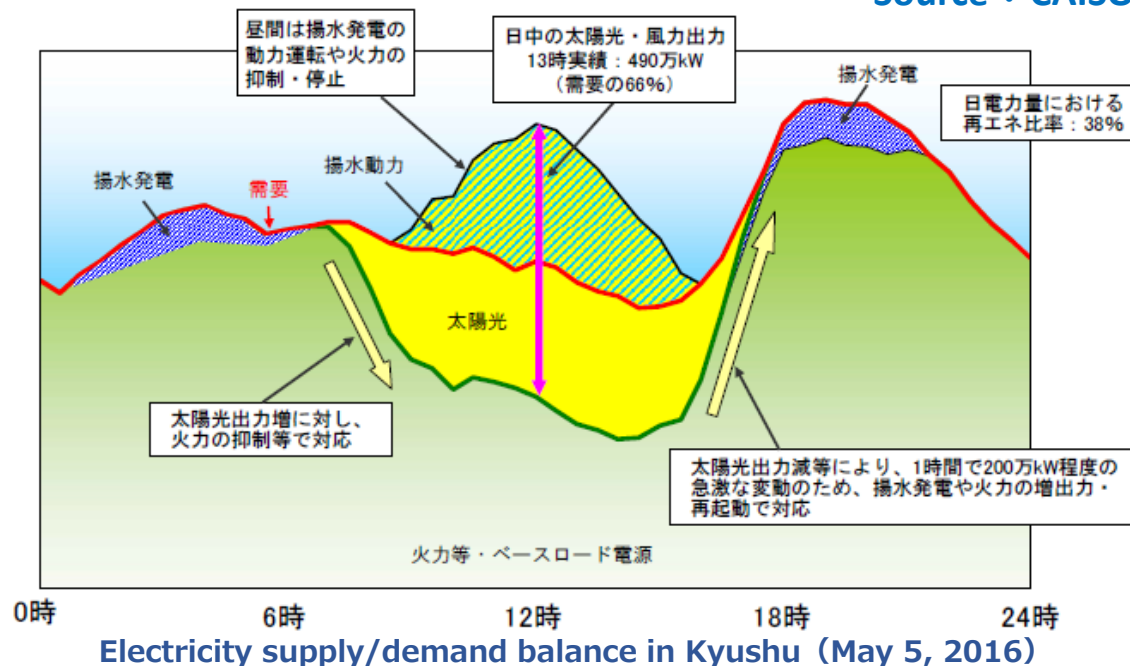 昼間は揚水発電の
動力運転や火力の
抑制・停止
日中の太陽光・風力出力
13時実績：490万kW
（需要の66%）
揚水発電
日電力量における
再エネ比率：38%
揚水発電
需要
揚水動力
太陽光
太陽光出力増に対し、
火力の抑制等で対応
太陽光出力減等により、1時間で200万kW程度の
急激な変動のため、揚水発電や火力の増出力・
再起動で対応
火力等・ベースロード電源
0時 6時 12時 18時 24時
Electricity supply/demand balance in Kyushu（May 5, 2016）